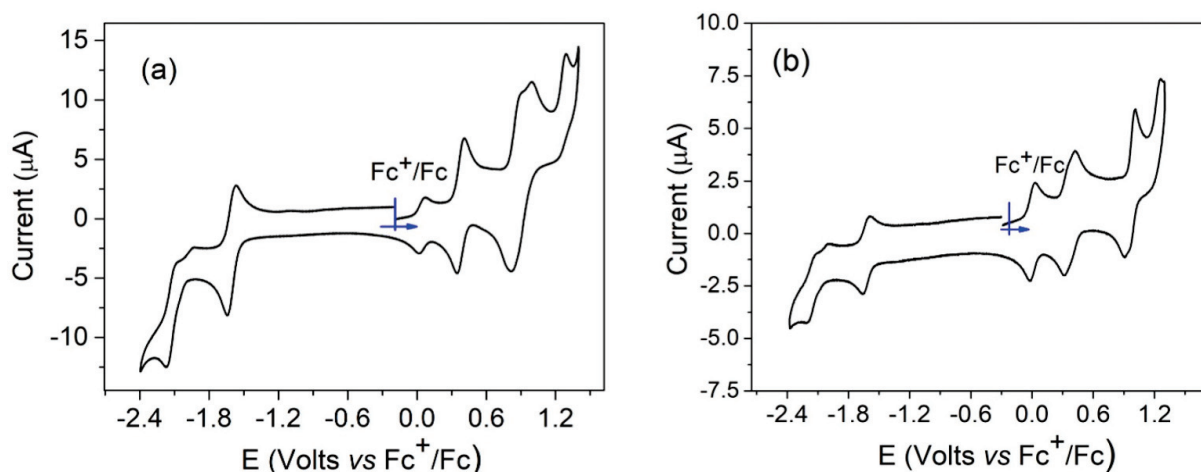 (a)
Fc⁺/Fc
Current (μA)
15
10
5
0
-5
-10
-2.4 -1.8 -1.2 -0.6 0.0 0.6 1.2
E (Volts vs Fc⁺/Fc)
(b)
Fc⁺/Fc
Current (μA)
10.0
7.5
5.0
2.5
0.0
-2.5
-5.0
-7.5
-2.4 -1.8 -1.2 -0.6 0.0 0.6 1.2
E (Volts vs Fc⁺/Fc)